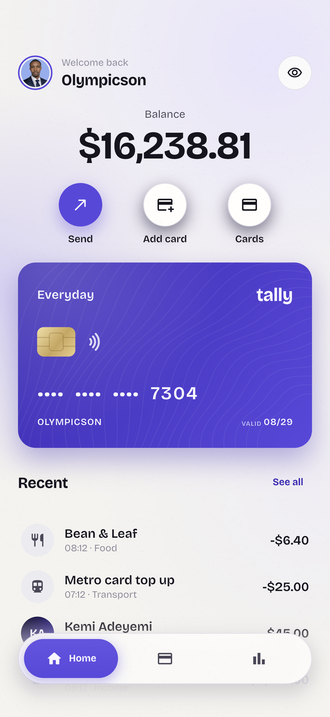 Welcome back
Olympicson
Balance
$16,238.81
Send
Add card
Cards
Everyday
tally
•••• •••• •••• 7304
OLYMPICSON
VALID 08/29
Recent
See all
Bean & Leaf
-$6.40
08:12 · Food
Metro card top up
-$25.00
07:12 · Transport
Kemi Adeyemi
KA
Home